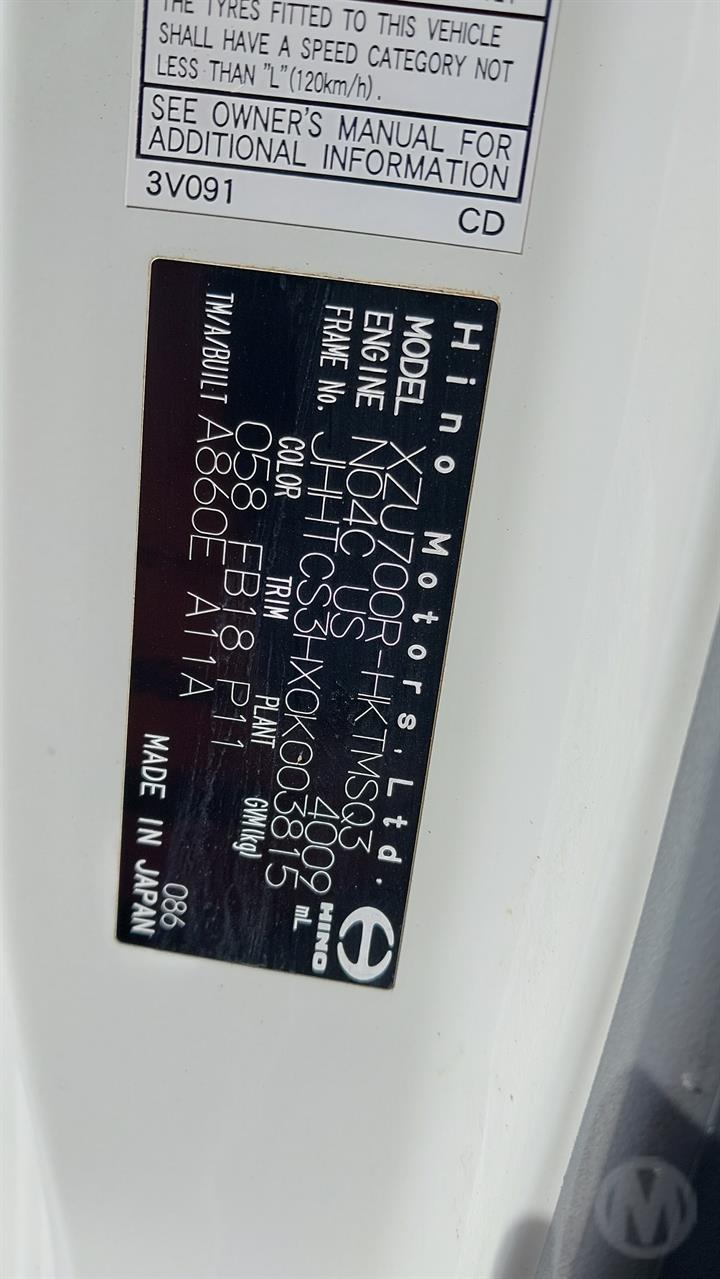 THE TYRES FITTED TO THIS VEHICLE
SHALL HAVE A SPEED CATEGORY NOT
LESS THAN "L"(120km/h).
SEE OWNER'S MANUAL FOR
ADDITIONAL INFORMATION
3V091 CD
Hino Motors, Ltd.
MODEL XZU700R-HKTMSQ3
ENGINE N04C US 4009 mL
FRAME No. JHHTCS3HX0K003815
COLOR TRIM PLANT GVM(kg)
058 FB18 P11
TM/A/BUILT A860E A11A
HINO
086
MADE IN JAPAN
M